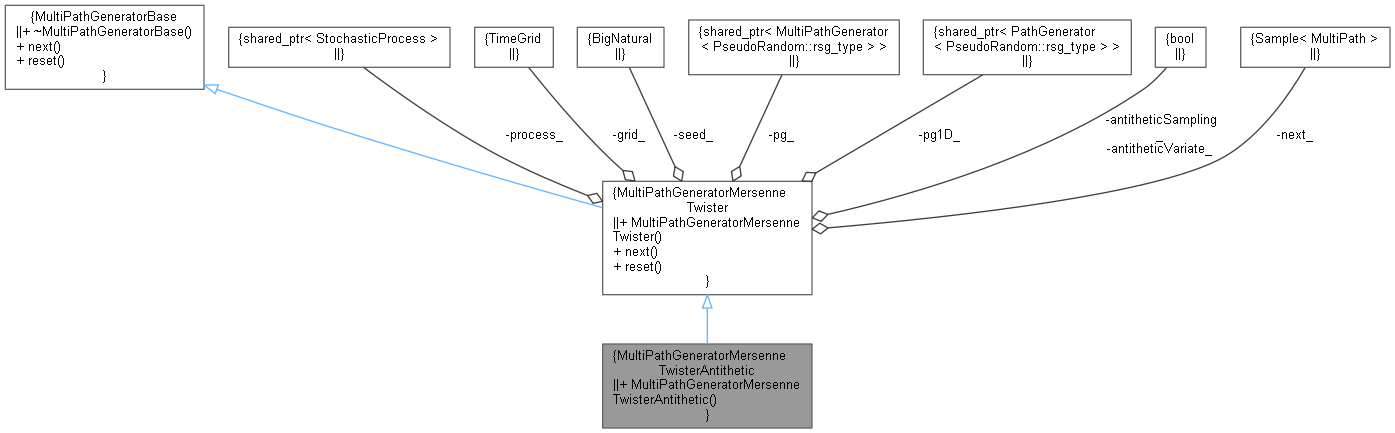 {MultiPathGeneratorBase
||+ ~MultiPathGeneratorBase()
+ next()
+ reset()
}
{shared_ptr< StochasticProcess >
||}
{TimeGrid
||}
{BigNatural
||}
{shared_ptr< MultiPathGenerator
< PseudoRandom::rsg_type > >
||}
{shared_ptr< PathGenerator
< PseudoRandom::rsg_type > >
||}
{bool
||}
{Sample< MultiPath >
||}
-process_
-grid_
-seed_
-pg_
-pg1D_
-antitheticSampling
_
-antitheticVariate_
-next_
{MultiPathGeneratorMersenne
Twister
||+ MultiPathGeneratorMersenne
Twister()
+ next()
+ reset()
}
{MultiPathGeneratorMersenne
TwisterAntithetic
||+ MultiPathGeneratorMersenne
TwisterAntithetic()
}